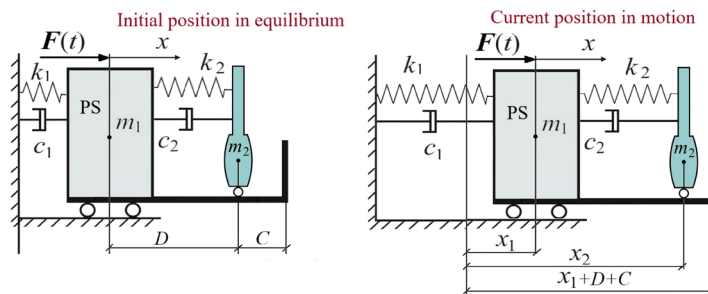 Initial position in equilibrium
F(t)
x
k₁
k₂
PS
m₁
c₁
c₂
m₂
D
C
Current position in motion
F(t)
x
k₁
k₂
PS
m₁
c₁
c₂
m₂
x₁
x₂
x₁+D+C